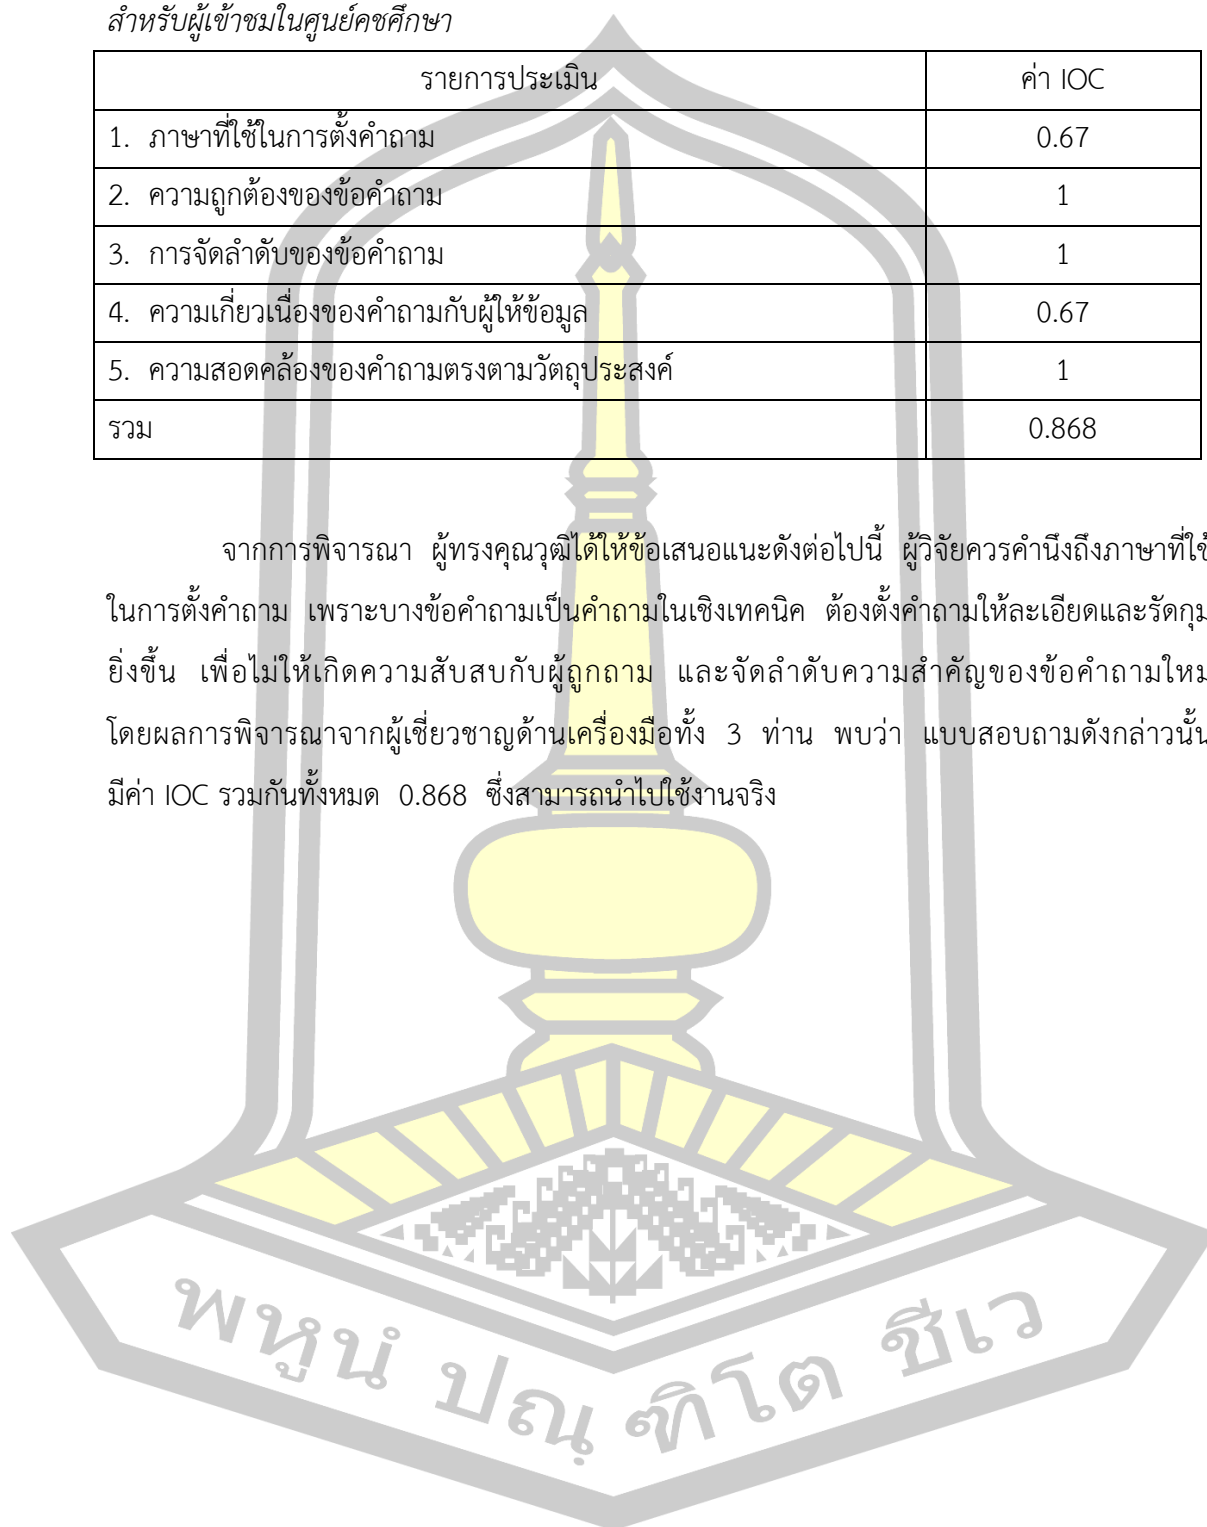 สำหรับผู้เข้าชมในศูนย์คชศึกษา
รายการประเมิน ค่า IOC
1. ภาษาที่ใช้ในการตั้งคำถาม 0.67
2. ความถูกต้องของข้อคำถาม 1
3. การจัดลำดับของข้อคำถาม 1
4. ความเกี่ยวเนื่องของคำถามกับผู้ให้ข้อมูล 0.67
5. ความสอดคล้องของคำถามตรงตามวัตถุประสงค์ 1
รวม 0.868
จากการพิจารณา ผู้ทรงคุณวุฒิได้ให้ข้อเสนอแนะดังต่อไปนี้ ผู้วิจัยควรคำนึงถึงภาษาที่ใช้
ในการตั้งคำถาม เพราะบางข้อคำถามเป็นคำถามในเชิงเทคนิค ต้องตั้งคำถามให้ละเอียดและรัดกุม
ยิ่งขึ้น เพื่อไม่ให้เกิดความสับสบกับผู้ถูกถาม และจัดลำดับความสำคัญของข้อคำถามใหม
โดยผลการพิจารณาจากผู้เชี่ยวชาญด้านเครื่องมือทั้ง 3 ท่าน พบว่า แบบสอบถามดังกล่าวนั้น
มีค่า IOC รวมกันทั้งหมด 0.868 ซึ่งสามารถนำไปใช้งานจริง
พหูนํ ปณฺฑิโต ชีเว